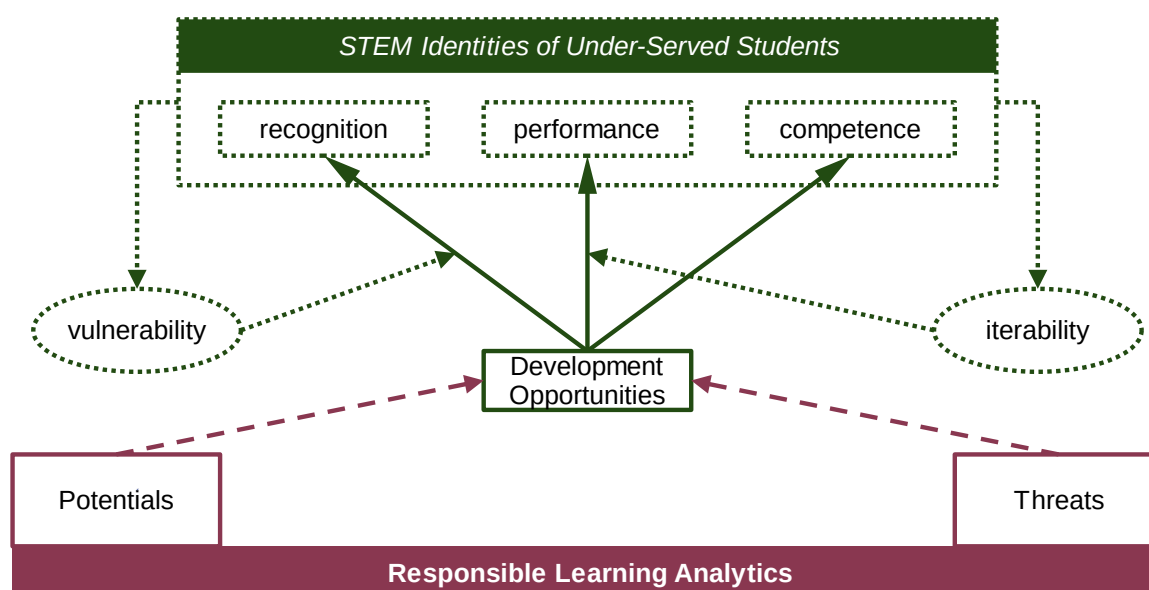 STEM Identities of Under-Served Students
recognition
performance
competence
vulnerability
iterability
Development
Opportunities
Potentials
Threats
Responsible Learning Analytics